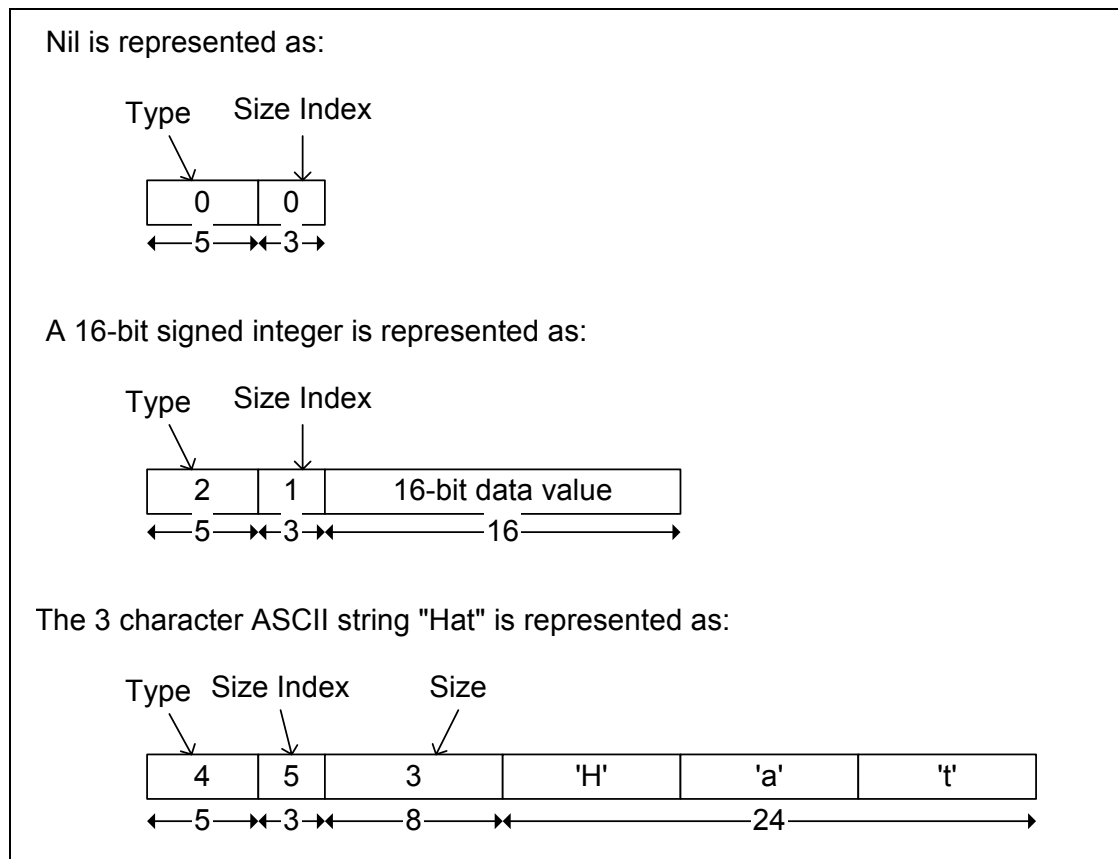 Nil is represented as:
Type Size Index
0 0
5 3
A 16-bit signed integer is represented as:
Type Size Index
2 1 16-bit data value
5 3 16
The 3 character ASCII string "Hat" is represented as:
Type Size Index Size
4 5 3 'H' 'a' 't'
5 3 8 24